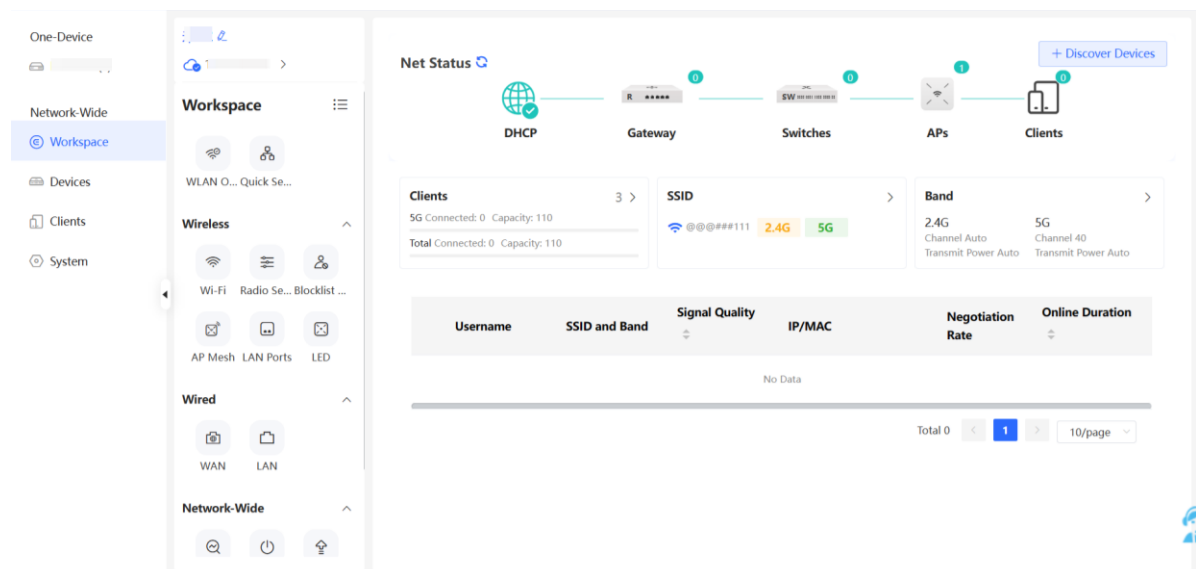 One-Device
Network-Wide
Workspace
Devices
Clients
System
Workspace
WLAN O... Quick Se...
Wireless
Wi-Fi Radio Se... Blocklist ...
AP Mesh LAN Ports LED
Wired
WAN LAN
Network-Wide
Net Status
+ Discover Devices
0 0 1 0
R SW
DHCP Gateway Switches APs Clients
Clients 3 >
5G Connected: 0 Capacity: 110
Total Connected: 0 Capacity: 110
SSID >
@@@###111 2.4G 5G
Band >
2.4G 5G
Channel Auto Channel 40
Transmit Power Auto Transmit Power Auto
Username SSID and Band Signal Quality IP/MAC Negotiation Rate Online Duration
No Data
Total 0 < 1 > 10/page